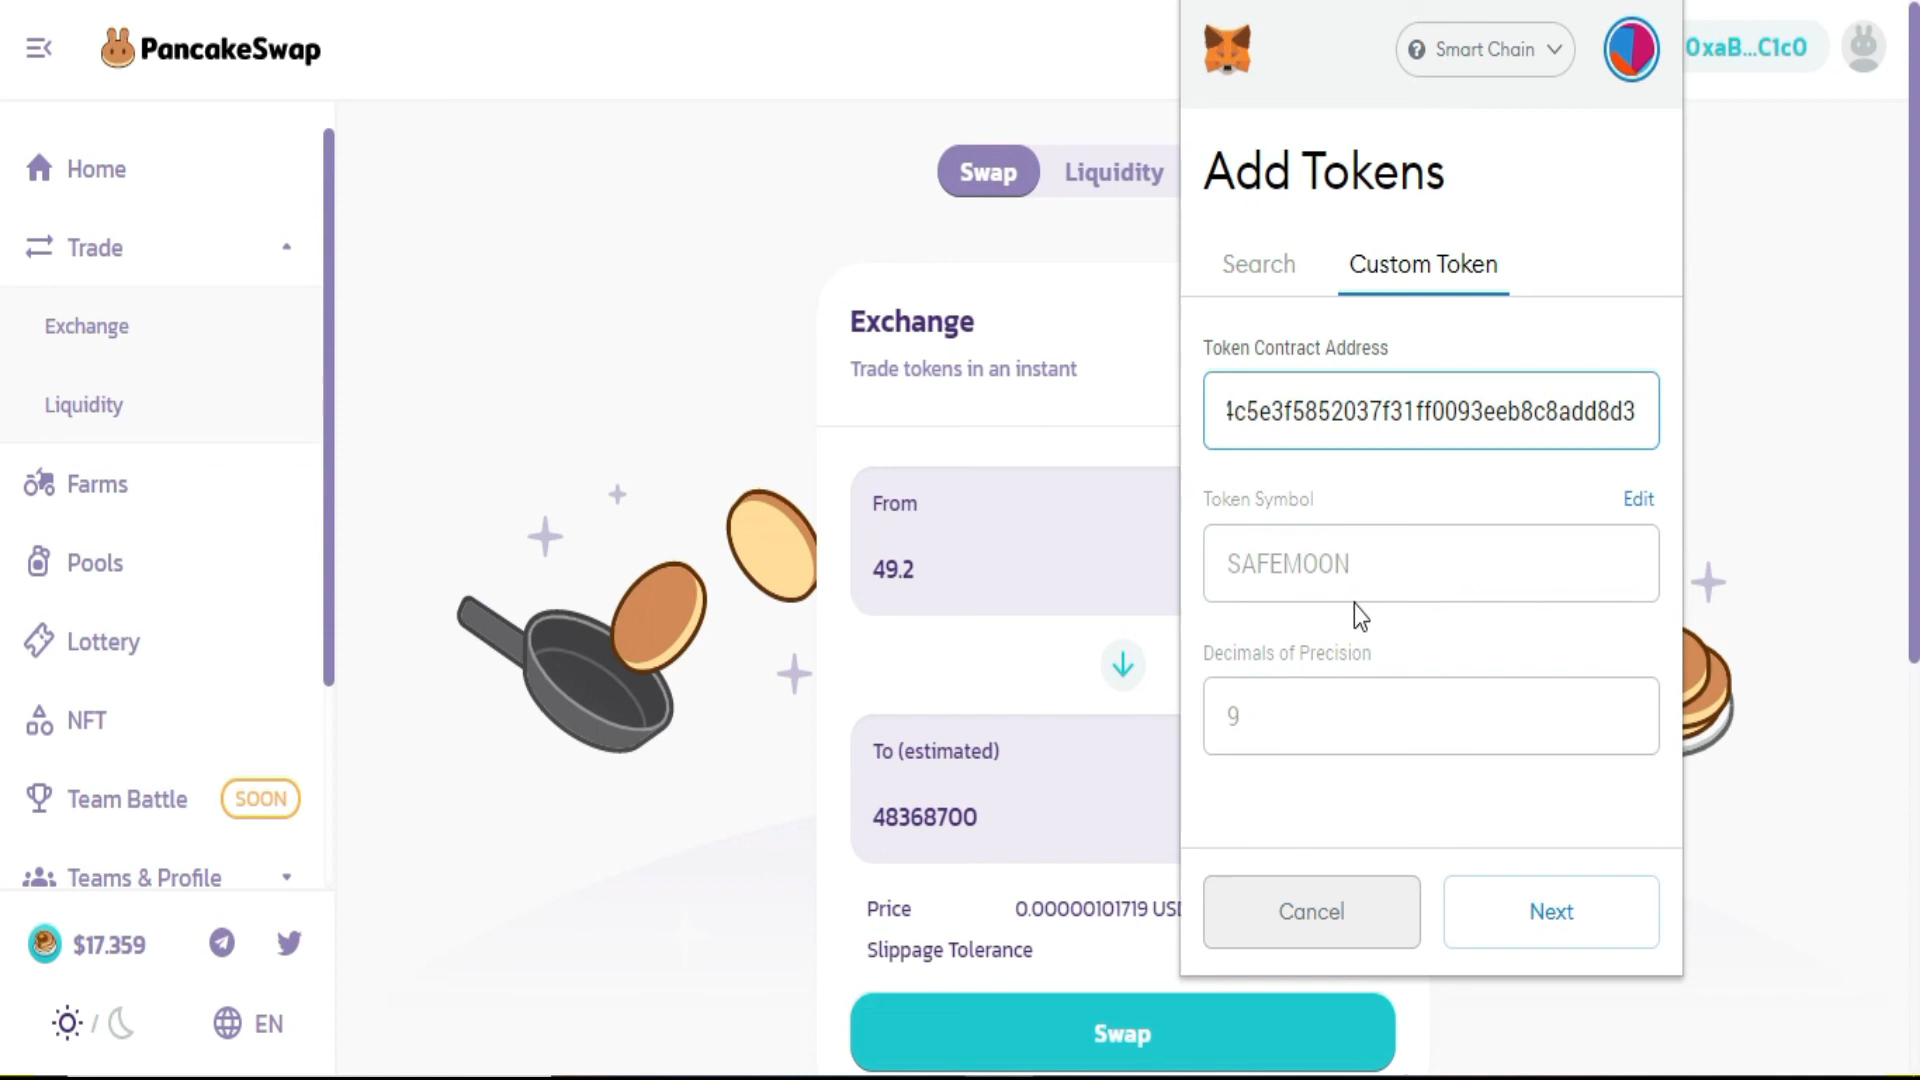 PancakeSwap
Home
Trade
Exchange
Liquidity
Farms
Pools
Lottery
NFT
Team Battle SOON
Teams & Profile
$17.359
/
EN
Swap Liquidity
Exchange
Trade tokens in an instant
From
49.2
To (estimated)
48368700
Price 0.00000101719 USD
Slippage Tolerance
Swap
? Smart Chain
0xaB...C1c0
Add Tokens
Search Custom Token
Token Contract Address
4c5e3f5852037f31ff0093eeb8c8add8d3
Token Symbol Edit
SAFEMOON
Decimals of Precision
9
Cancel Next